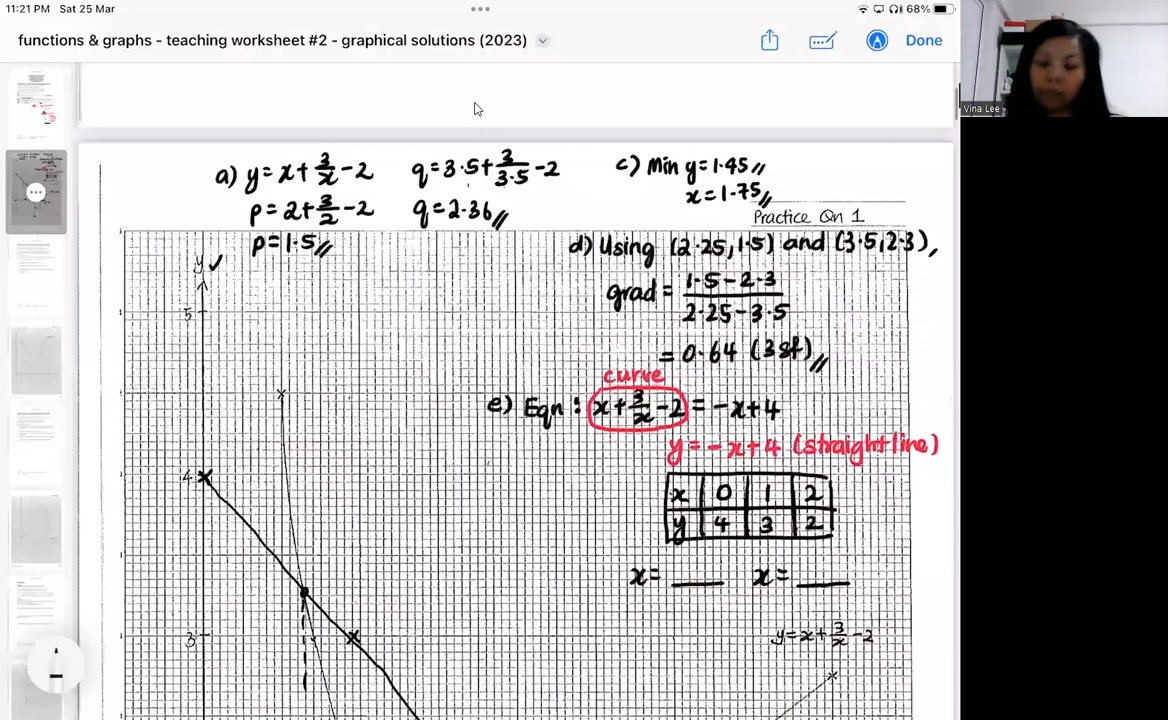 11:21 PM Sat 25 Mar
68%
functions & graphs - teaching worksheet #2 - graphical solutions (2023)
Done
Vina Lee
a) y = x + 3/x - 2
p = 2 + 3/2 - 2
p = 1.5 //
q = 3.5 + 3/3.5 - 2
q = 2.36 //
c) Min y = 1.45 //
x = 1.75 //
Practice Qn 1
d) Using (2.25, 1.5) and (3.5, 2.3),
grad = 1.5 - 2.3 / 2.25 - 3.5
= 0.64 (3sf) //
curve
e) Eqn : x + 3/x - 2 = -x + 4
y = -x + 4 (straight line)
x 0 1 2
y 4 3 2
x = ____ x = ____
y = x + 3/x - 2
y
5
4
3